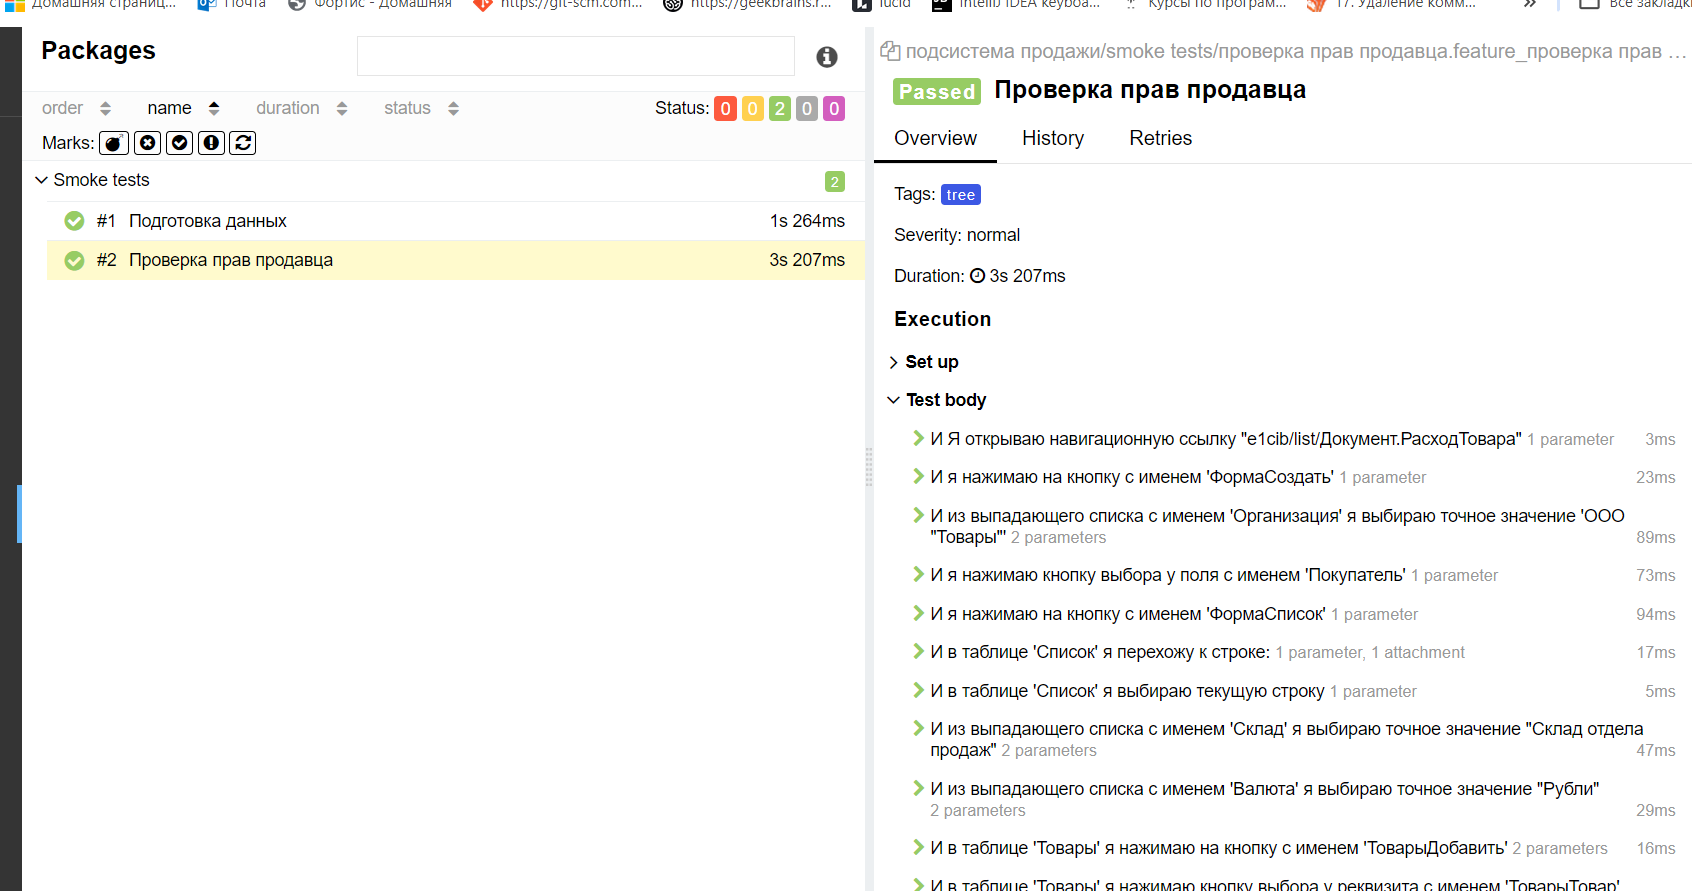 Домашняя страниц...
Почта
Фортис - Домашняя
https://git-scm.com...
https://geekbrains.r...
lucid
IntelliJ IDEA keyboa...
Курсы по програм...
17. Удаление комм...
»
Все закладки
Packages
order name duration status Status: 0 0 2 0 0
Marks:
Smoke tests 2
#1 Подготовка данных 1s 264ms
#2 Проверка прав продавца 3s 207ms
подсистема продажи/smoke tests/проверка прав продавца.feature_проверка прав ...
Passed Проверка прав продавца
Overview History Retries
Tags: tree
Severity: normal
Duration: 3s 207ms
Execution
Set up
Test body
И Я открываю навигационную ссылку "e1cib/list/Документ.РасходТовара" 1 parameter 3ms
И я нажимаю на кнопку с именем 'ФормаСоздать' 1 parameter 23ms
И из выпадающего списка с именем 'Организация' я выбираю точное значение 'ООО
"Товары"' 2 parameters 89ms
И я нажимаю кнопку выбора у поля с именем 'Покупатель' 1 parameter 73ms
И я нажимаю на кнопку с именем 'ФормаСписок' 1 parameter 94ms
И в таблице 'Список' я перехожу к строке: 1 parameter, 1 attachment 17ms
И в таблице 'Список' я выбираю текущую строку 1 parameter 5ms
И из выпадающего списка с именем 'Склад' я выбираю точное значение "Склад отдела
продаж" 2 parameters 47ms
И из выпадающего списка с именем 'Валюта' я выбираю точное значение "Рубли"
2 parameters 29ms
И в таблице 'Товары' я нажимаю на кнопку с именем 'ТоварыДобавить' 2 parameters 16ms
И в таблице 'Товары' я нажимаю кнопку выбора у реквизита с именем 'ТоварыТовар'